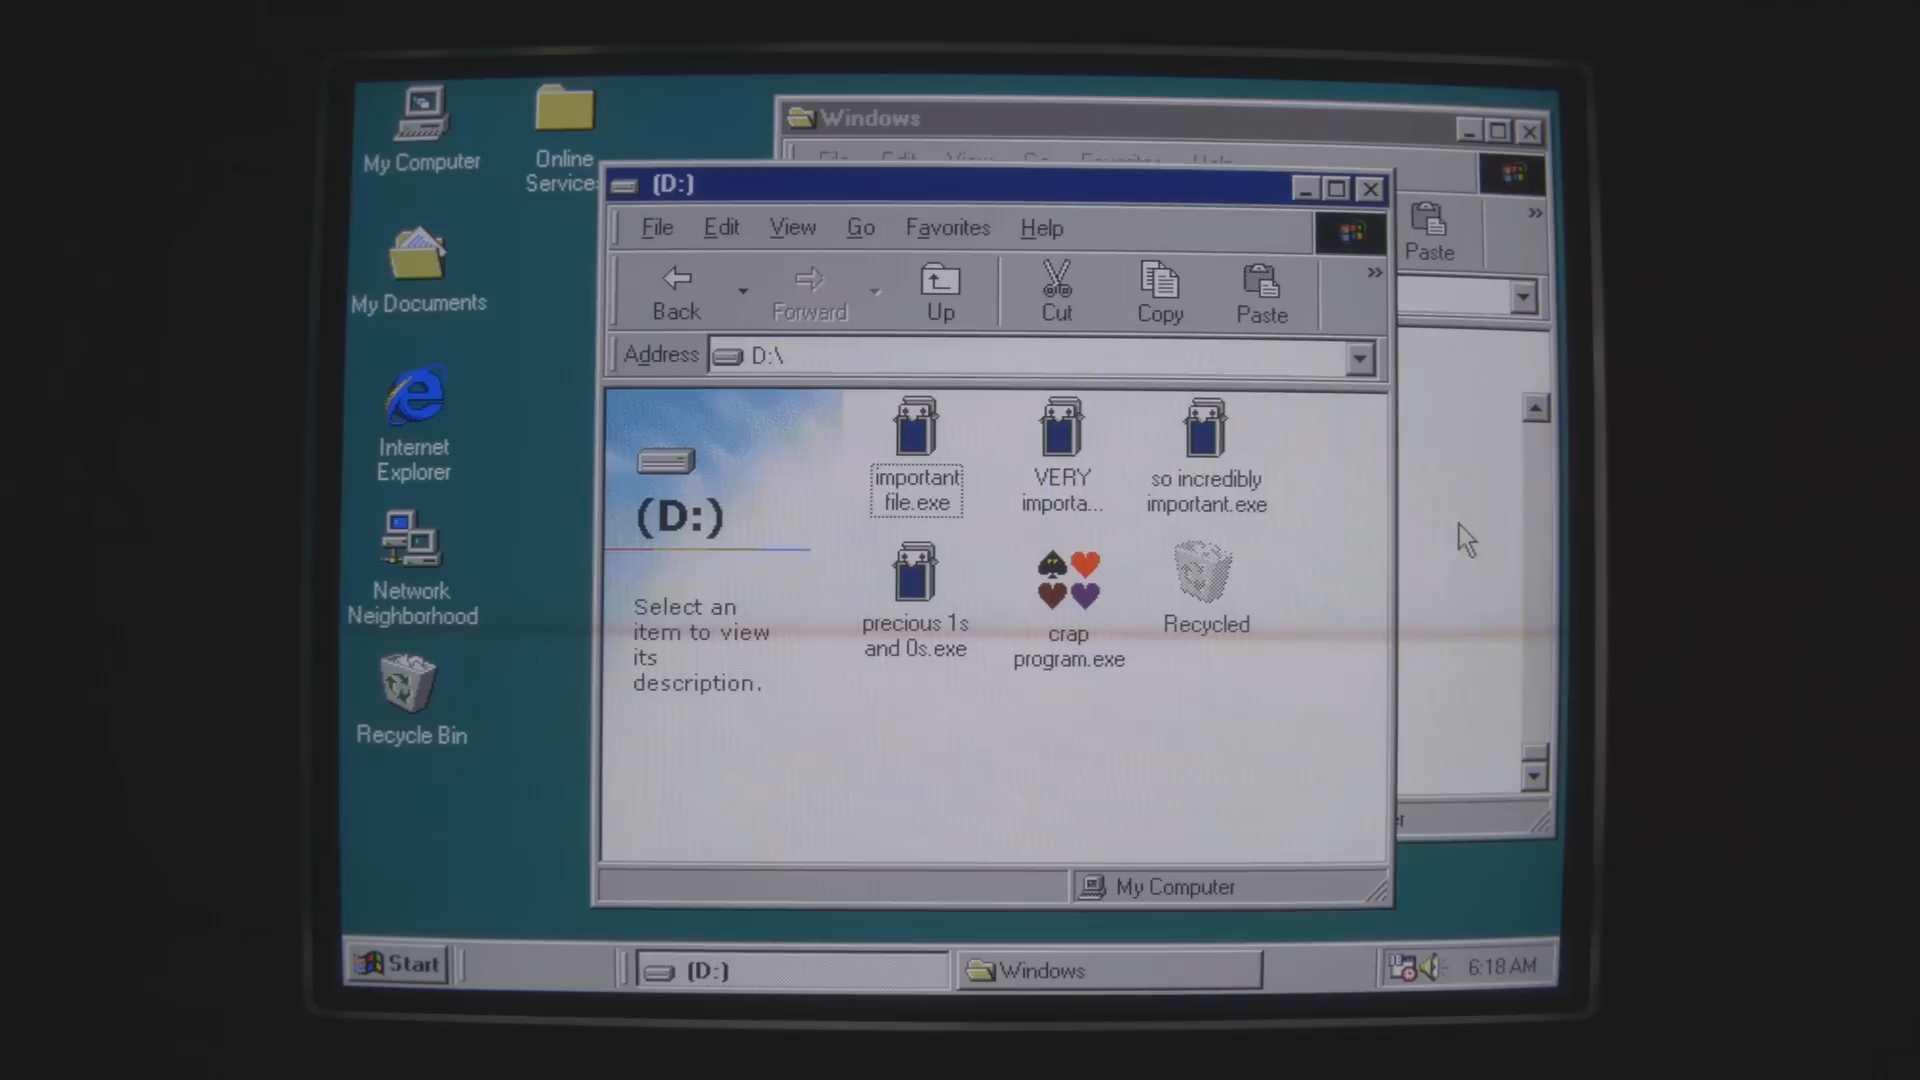 My Computer
Online
Service
My Documents
Internet
Explorer
Network
Neighborhood
Recycle Bin
Windows
Paste
(D:)
File Edit View Go Favorites Help
Back Forward Up Cut Copy Paste
Address D:\
(D:)
Select an
item to view
its
description.
important
file.exe
VERY
importa...
so incredibly
important.exe
precious 1s
and 0s.exe
crap
program.exe
Recycled
My Computer
Start (D:) Windows 6:18 AM